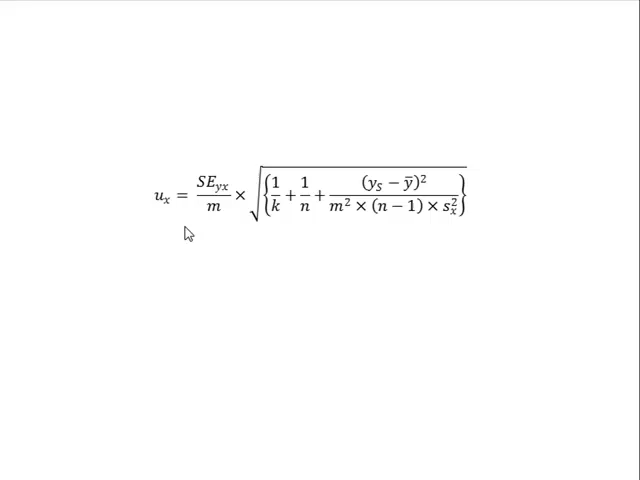 u_x = SE_yx / m × √{1/k + 1/n + (y_s − ȳ)² / (m² × (n − 1) × s_x²)}